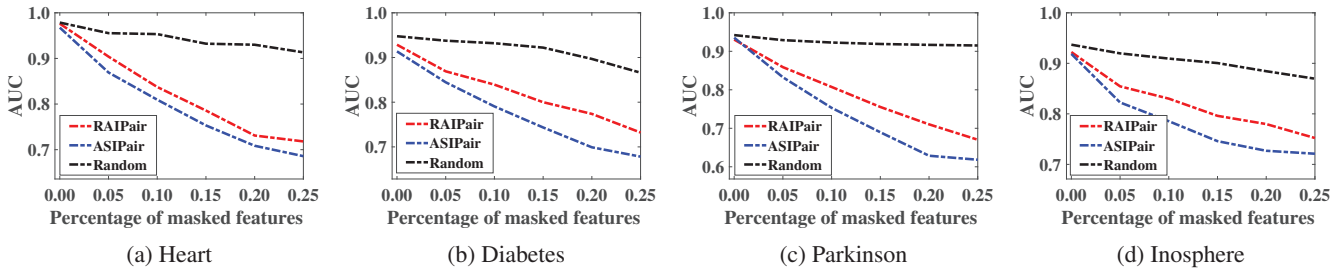 1.0
0.9
0.8
0.7
AUC
RAIPair
ASIPair
Random
0.00 0.05 0.10 0.15 0.20 0.25
Percentage of masked features
(a) Heart
1.0
0.9
0.8
0.7
AUC
RAIPair
ASIPair
Random
0.00 0.05 0.10 0.15 0.20 0.25
Percentage of masked features
(b) Diabetes
1.0
0.9
0.8
0.7
0.6
AUC
RAIPair
ASIPair
Random
0.00 0.05 0.10 0.15 0.20 0.25
Percentage of masked features
(c) Parkinson
1.0
0.9
0.8
0.7
AUC
RAIPair
ASIPair
Random
0.00 0.05 0.10 0.15 0.20 0.25
Percentage of masked features
(d) Inosphere